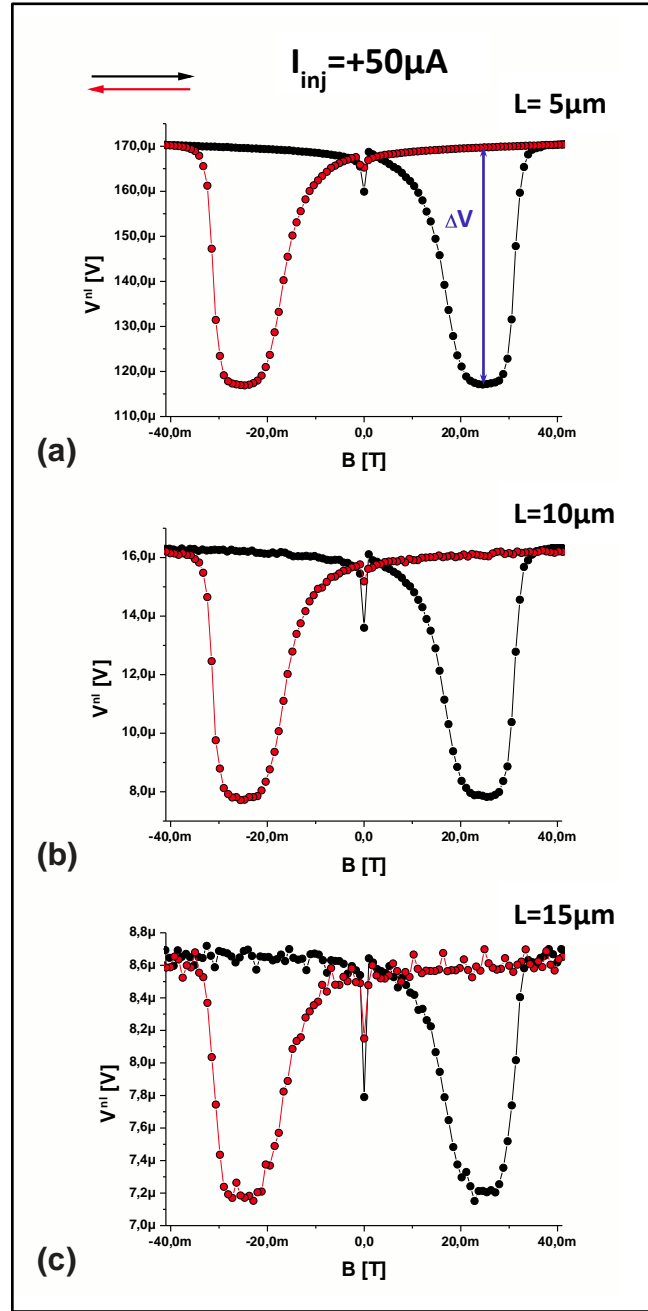 I_inj=+50µA
L= 5µm
170,0µ
160,0µ
150,0µ
140,0µ
130,0µ
120,0µ
110,0µ
V^nl [V]
ΔV
-40,0m -20,0m 0,0 20,0m 40,0m
B [T]
(a)
L=10µm
16,0µ
14,0µ
12,0µ
10,0µ
8,0µ
V^nl [V]
-40,0m -20,0m 0,0 20,0m 40,0m
B [T]
(b)
L=15µm
8,8µ
8,6µ
8,4µ
8,2µ
8,0µ
7,8µ
7,6µ
7,4µ
7,2µ
7,0µ
V^nl [V]
-40,0m -20,0m 0,0 20,0m 40,0m
B [T]
(c)